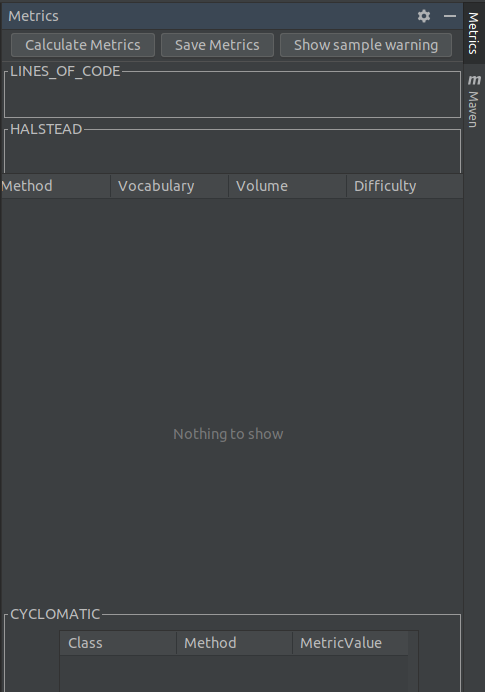 Metrics
Calculate Metrics Save Metrics Show sample warning
LINES_OF_CODE
HALSTEAD
Method Vocabulary Volume Difficulty
Nothing to show
CYCLOMATIC
Class Method MetricValue
Metrics
m Maven